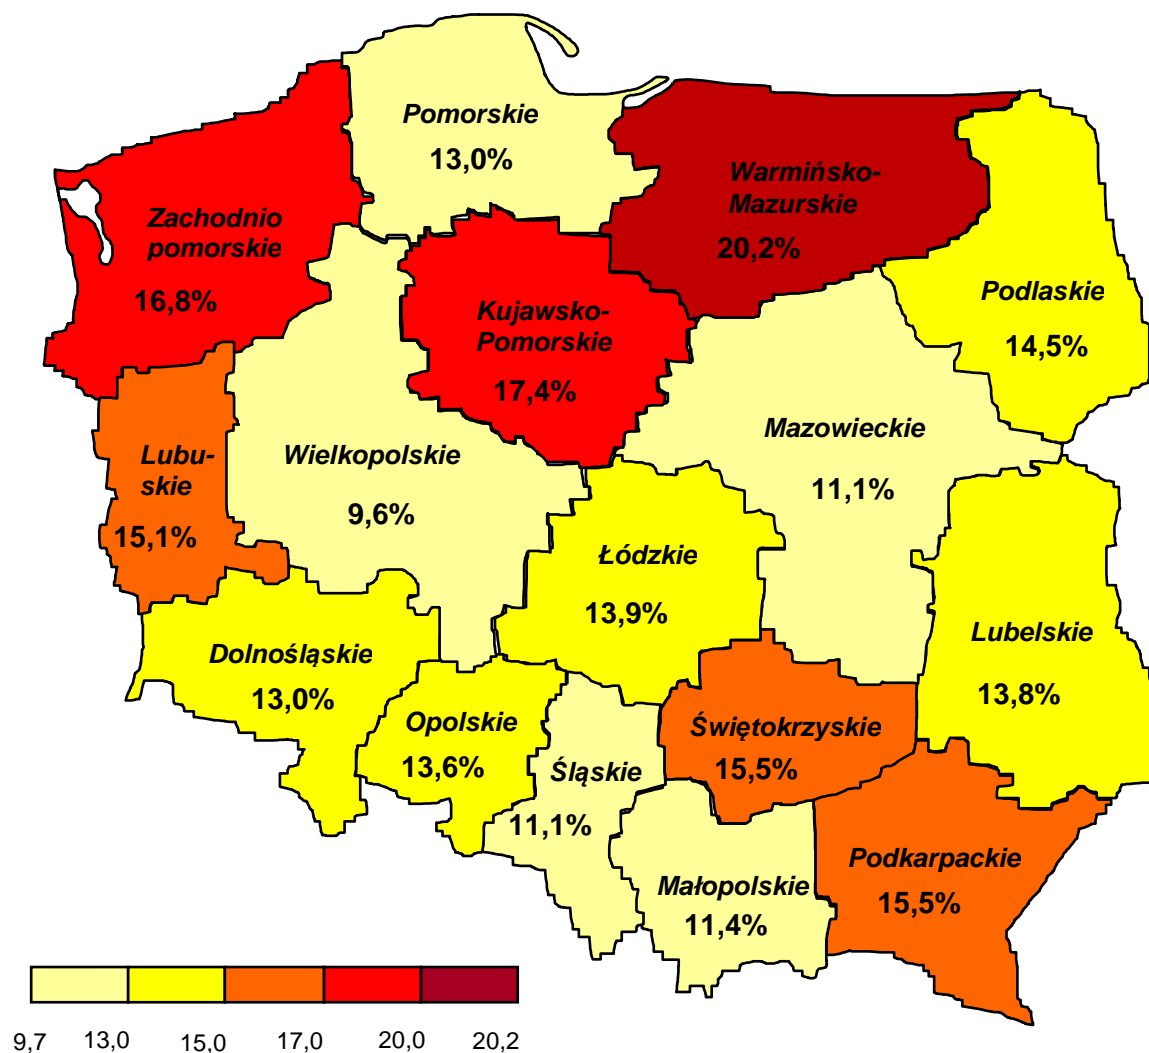 Pomorskie
13,0%
Warmińsko-
Mazurskie
20,2%
Zachodnio
pomorskie
16,8%
Podlaskie
14,5%
Kujawsko-
Pomorskie
17,4%
Mazowieckie
11,1%
Wielkopolskie
9,6%
Lubu-
skie
15,1%
Łódzkie
13,9%
Lubelskie
13,8%
Dolnośląskie
13,0%
Opolskie
13,6%
Śląskie
11,1%
Świętokrzyskie
15,5%
Małopolskie
11,4%
Podkarpackie
15,5%
9,7 13,0 15,0 17,0 20,0 20,2